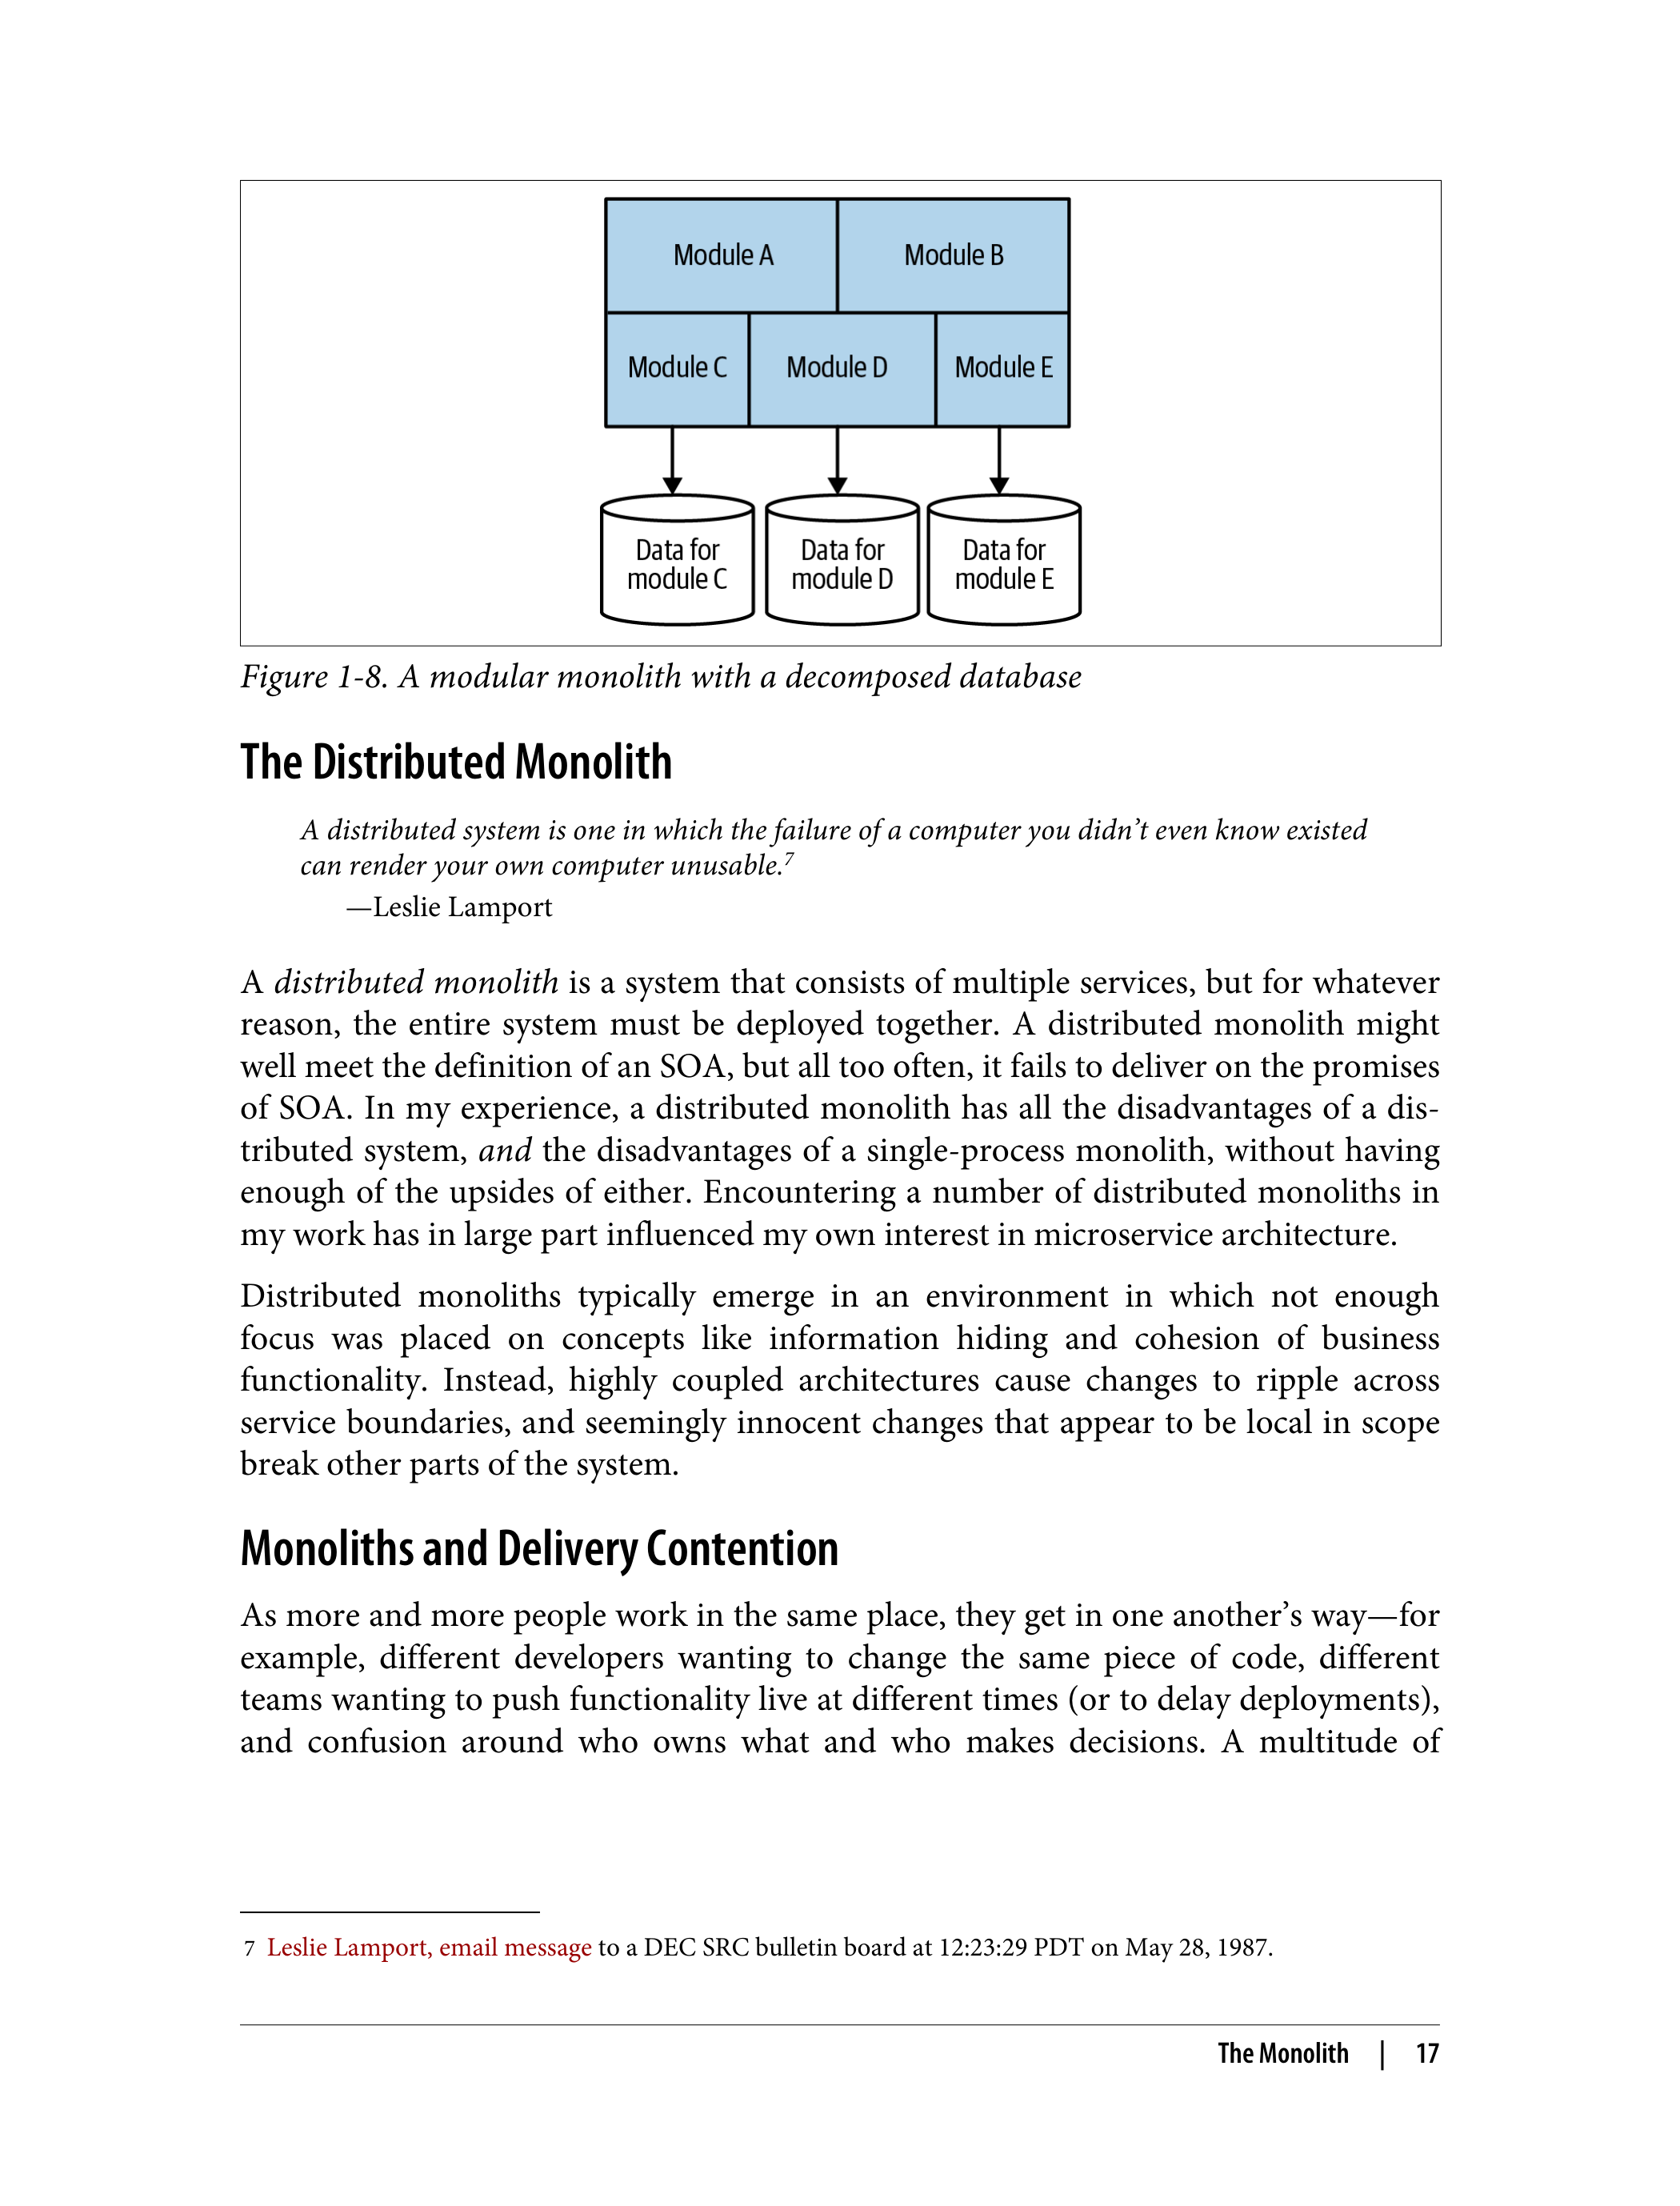 Module A
Module B
Module C
Module D
Module E
Data for
module C
Data for
module D
Data for
module E
Figure 1-8. A modular monolith with a decomposed database
The Distributed Monolith
A distributed system is one in which the failure of a computer you didn’t even know existed
can render your own computer unusable.7
—Leslie Lamport
A distributed monolith is a system that consists of multiple services, but for whatever
reason, the entire system must be deployed together. A distributed monolith might
well meet the definition of an SOA, but all too often, it fails to deliver on the promises
of SOA. In my experience, a distributed monolith has all the disadvantages of a dis-
tributed system, and the disadvantages of a single-process monolith, without having
enough of the upsides of either. Encountering a number of distributed monoliths in
my work has in large part influenced my own interest in microservice architecture.
Distributed monoliths typically emerge in an environment in which not enough
focus was placed on concepts like information hiding and cohesion of business
functionality. Instead, highly coupled architectures cause changes to ripple across
service boundaries, and seemingly innocent changes that appear to be local in scope
break other parts of the system.
Monoliths and Delivery Contention
As more and more people work in the same place, they get in one another’s way—for
example, different developers wanting to change the same piece of code, different
teams wanting to push functionality live at different times (or to delay deployments),
and confusion around who owns what and who makes decisions. A multitude of
7 Leslie Lamport, email message to a DEC SRC bulletin board at 12:23:29 PDT on May 28, 1987.
The Monolith | 17